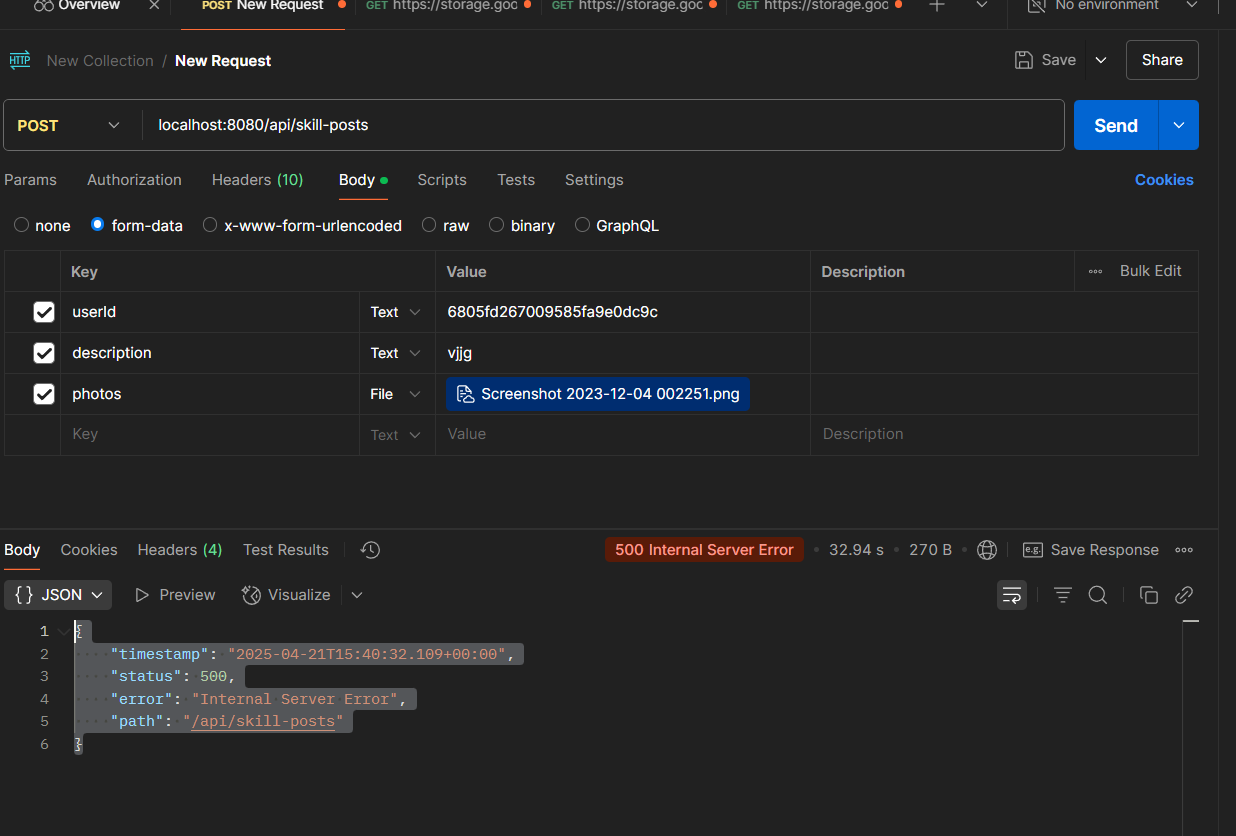 Overview POST New Request GET https://storage.goo GET https://storage.goo GET https://storage.goo No environment
HTTP New Collection / New Request Save Share
POST localhost:8080/api/skill-posts Send
Params Authorization Headers (10) Body Scripts Tests Settings Cookies
none form-data x-www-form-urlencoded raw binary GraphQL
Key Value Description Bulk Edit
userId Text 6805fd267009585fa9e0dc9c
description Text vjjg
photos File Screenshot 2023-12-04 002251.png
Key Text Value Description
Body Cookies Headers (4) Test Results 500 Internal Server Error • 32.94 s • 270 B e.g. Save Response
{} JSON Preview Visualize
1 {
2 "timestamp": "2025-04-21T15:40:32.109+00:00",
3 "status": 500,
4 "error": "Internal Server Error",
5 "path": "/api/skill-posts"
6 }